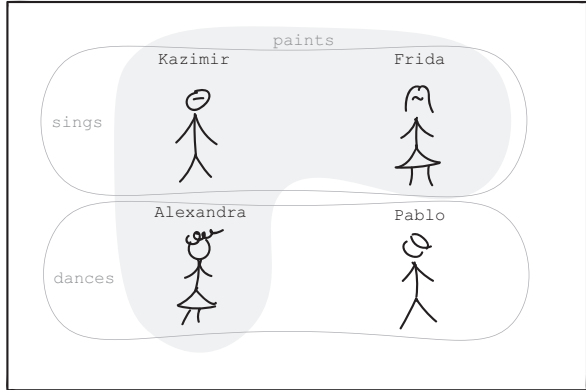 paints
Kazimir Frida
sings
Alexandra Pablo
dances